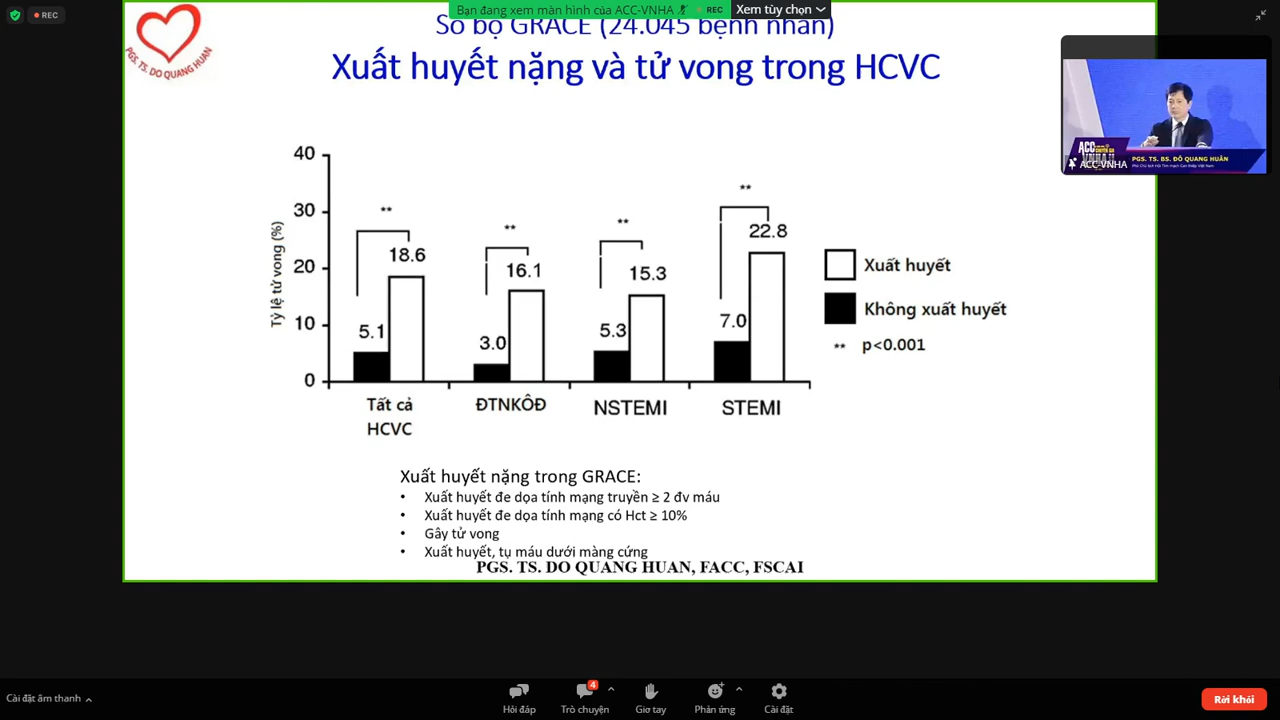 REC
Bạn đang xem màn hình của ACC-VNHA
REC
Xem tùy chọn
PGS. TS. DO QUANG HUAN
Sổ bộ GRACE (24.045 bệnh nhân)
Xuất huyết nặng và tử vong trong HCVC
PGS. TS. BS. ĐỖ QUANG HUÂN
ACC-VNHA
Tỷ lệ tử vong (%)
40
30
20
10
0
**
**
**
**
5.1
18.6
3.0
16.1
5.3
15.3
7.0
22.8
Tất cả
HCVC
ĐTNKÔĐ
NSTEMI
STEMI
Xuất huyết
Không xuất huyết
** p<0.001
Xuất huyết nặng trong GRACE:
• Xuất huyết đe dọa tính mạng truyền ≥ 2 đv máu
• Xuất huyết đe dọa tính mạng có Hct ≥ 10%
• Gây tử vong
• Xuất huyết, tụ máu dưới màng cứng
PGS. TS. DO QUANG HUAN, FACC, FSCAI
Cài đặt âm thanh
Hỏi đáp
4
Trò chuyện
Giơ tay
Phản ứng
Cài đặt
Rời khỏi